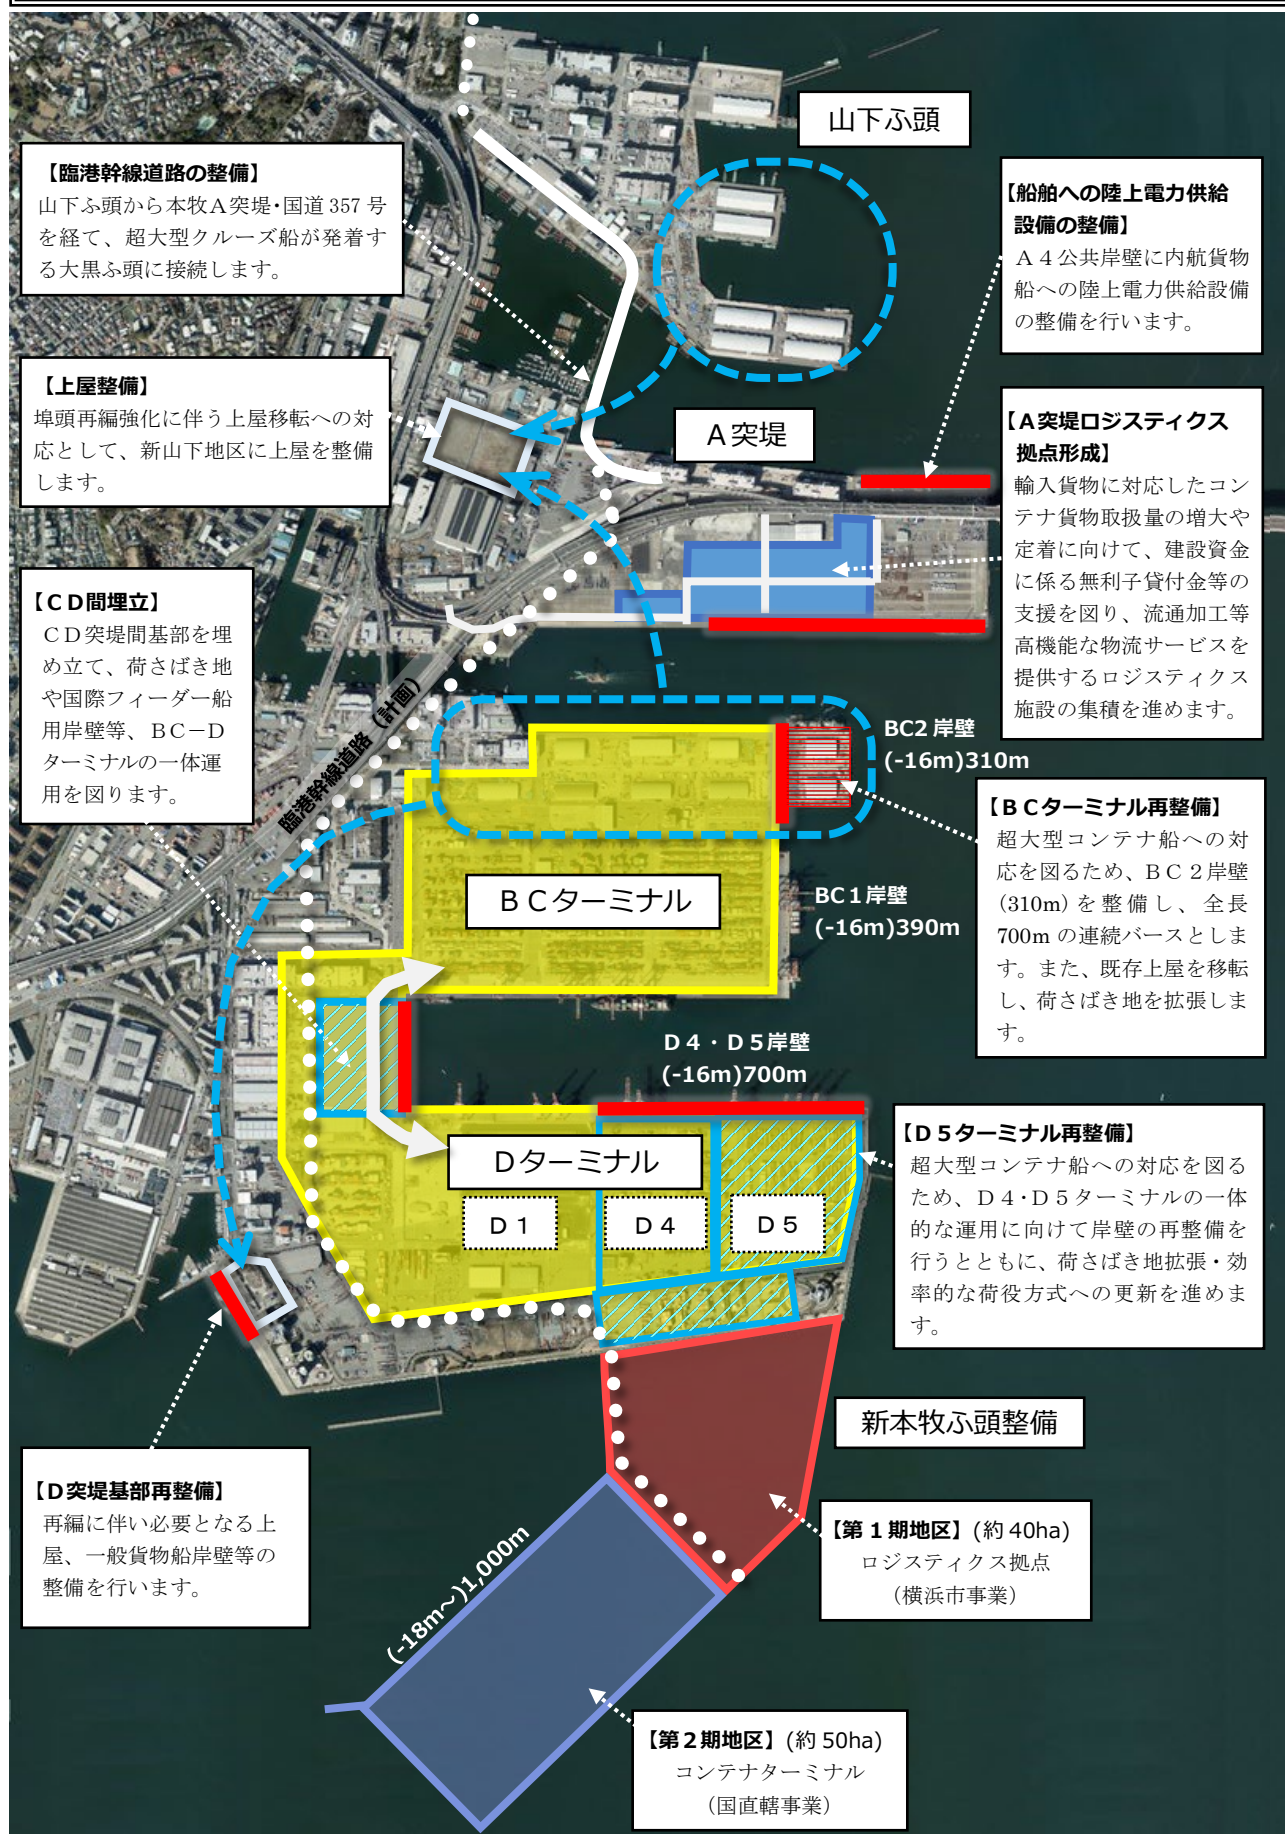 山下ふ頭
【臨港幹線道路の整備】
山下ふ頭から本牧A突堤・国道 357 号
を経て、超大型クルーズ船が発着す
る大黒ふ頭に接続します。
【船舶への陸上電力供給
設備の整備】
A4公共岸壁に内航貨物
船への陸上電力供給設備
の整備を行います。
【上屋整備】
埠頭再編強化に伴う上屋移転への対
応として、新山下地区に上屋を整備
します。
A突堤
【A突堤ロジスティクス
拠点形成】
輸入貨物に対応したコン
テナ貨物取扱量の増大や
定着に向けて、建設資金
に係る無利子貸付金等の
支援を図り、流通加工等
高機能な物流サービスを
提供するロジスティクス
施設の集積を進めます。
【CD間埋立】
CD突堤間基部を埋
め立て、荷さばき地
や国際フィーダー船
用岸壁等、BC-D
ターミナルの一体運
用を図ります。
臨港幹線道路(計画)
BC2 岸壁
(-16m)310m
【BCターミナル再整備】
超大型コンテナ船への対
応を図るため、BC2岸壁
(310m)を整備し、全長
700m の連続バースとしま
す。また、既存上屋を移転
し、荷さばき地を拡張しま
す。
BCターミナル
BC1岸壁
(-16m)390m
D4・D5岸壁
(-16m)700m
Dターミナル
D1
D4
D5
【D5ターミナル再整備】
超大型コンテナ船への対応を図る
ため、D4・D5ターミナルの一体
的な運用に向けて岸壁の再整備を
行うとともに、荷さばき地拡張・効
率的な荷役方式への更新を進めま
す。
新本牧ふ頭整備
【D突堤基部再整備】
再編に伴い必要となる上
屋、一般貨物船岸壁等の
整備を行います。
【第1期地区】(約 40ha)
ロジスティクス拠点
（横浜市事業）
(-18m～)1,000m
【第2期地区】(約 50ha)
コンテナターミナル
（国直轄事業）